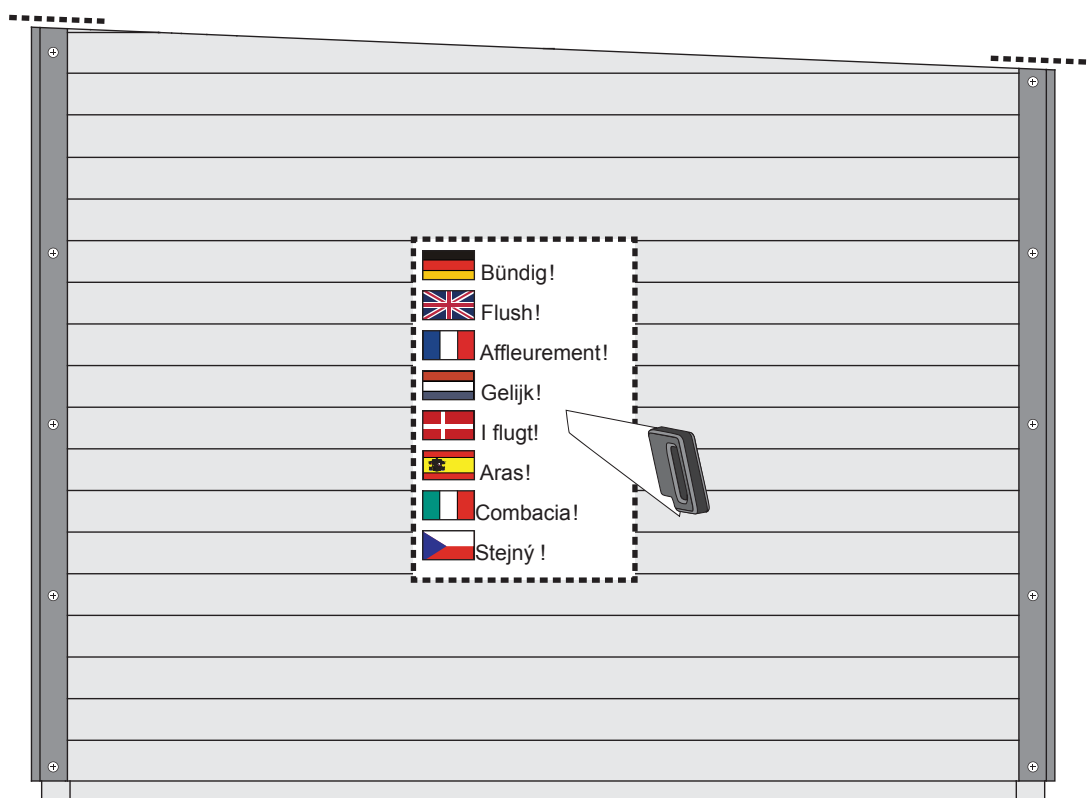 Bündig!
Flush!
Affleurement!
Gelijk!
I flugt!
Aras!
Combacia!
Stejný !